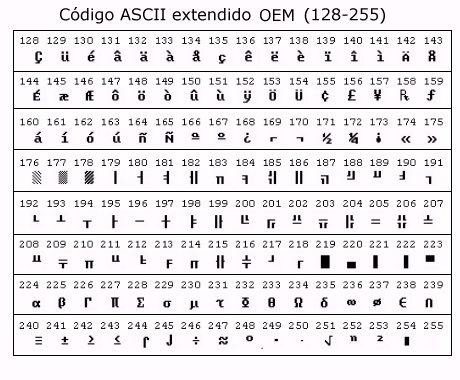 Código ASCII extendido OEM (128-255)
128 129 130 131 132 133 134 135 136 137 138 139 140 141 142 143
Ç ü é â ä à å ç ê ë è ï î ì Ä Å
144 145 146 147 148 149 150 151 152 153 154 155 156 157 158 159
É æ Æ ô ö ò û ù ÿ Ö Ü ¢ £ ¥ ₧ ƒ
160 161 162 163 164 165 166 167 168 169 170 171 172 173 174 175
á í ó ú ñ Ñ ª º ¿ ⌐ ¬ ½ ¼ ¡ « »
176 177 178 179 180 181 182 183 184 185 186 187 188 189 190 191
░ ▒ ▓ │ ┤ ╡ ╢ ╖ ╕ ╣ ║ ╗ ╝ ╜ ╛ ┐
192 193 194 195 196 197 198 199 200 201 202 203 204 205 206 207
└ ┴ ┬ ├ ─ ┼ ╞ ╟ ╚ ╔ ╩ ╦ ╠ ═ ╬ ╧
208 209 210 211 212 213 214 215 216 217 218 219 220 221 222 223
╨ ╤ ╥ ╙ ╘ ╒ ╓ ╫ ╪ ┘ ┌ █ ▄ ▌ ▐ ▀
224 225 226 227 228 229 230 231 232 233 234 235 236 237 238 239
α β Γ Π Σ σ μ τ Φ θ Ω δ ∞ ø ∈ ∩
240 241 242 243 244 245 246 247 248 249 250 251 252 253 254 255
≡ ± ≥ ≤ ⌠ ⌡ ÷ ≈ ° · · √ ⁿ ² ■